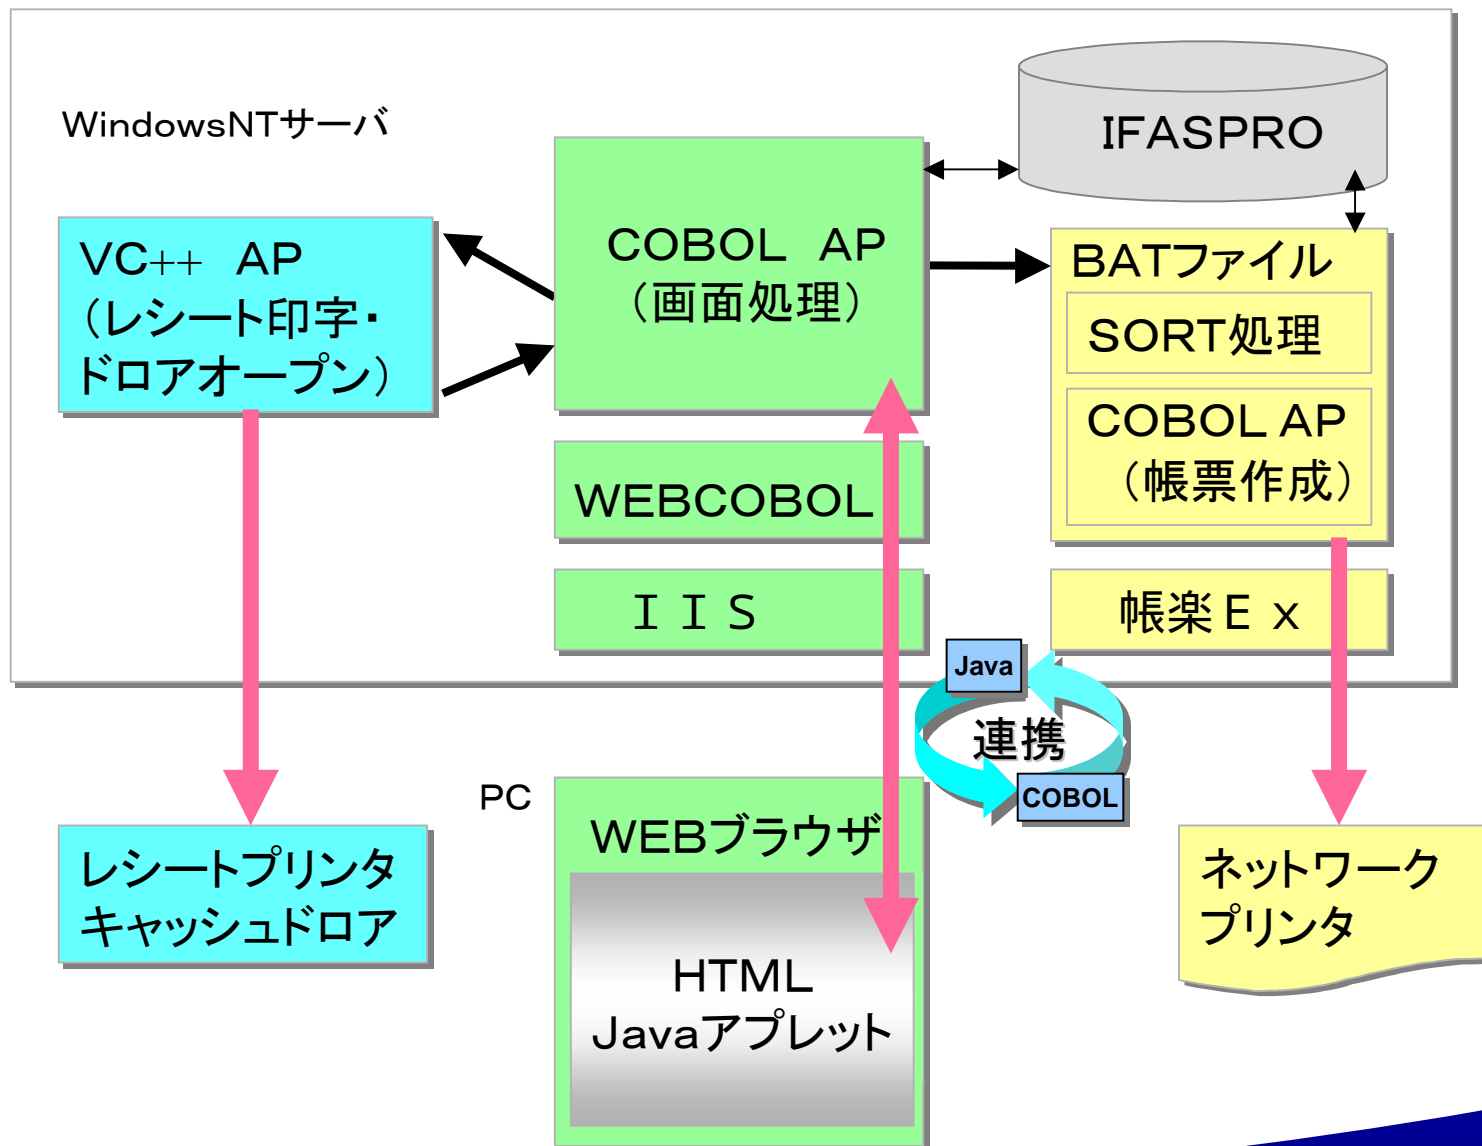 WindowsNTサーバ
IFASPRO
COBOL AP
(画面処理)
VC++ AP
(レシート印字・
ドロアオープン)
BATファイル
SORT処理
COBOL AP
(帳票作成)
WEBCOBOL
IIS
帳楽Ex
Java
連携
COBOL
PC
WEBブラウザ
HTML
Javaアプレット
レシートプリンタ
キャッシュドロア
ネットワーク
プリンタ